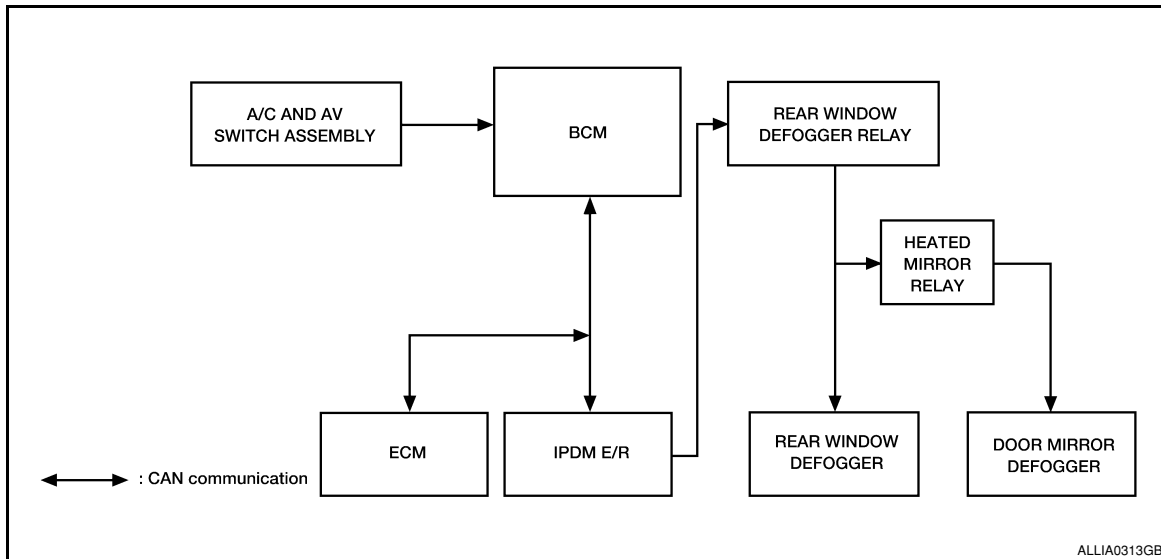 A/C AND AV
SWITCH ASSEMBLY
BCM
REAR WINDOW
DEFOGGER RELAY
HEATED
MIRROR
RELAY
ECM
IPDM E/R
REAR WINDOW
DEFOGGER
DOOR MIRROR
DEFOGGER
: CAN communication
ALLIA0313GB